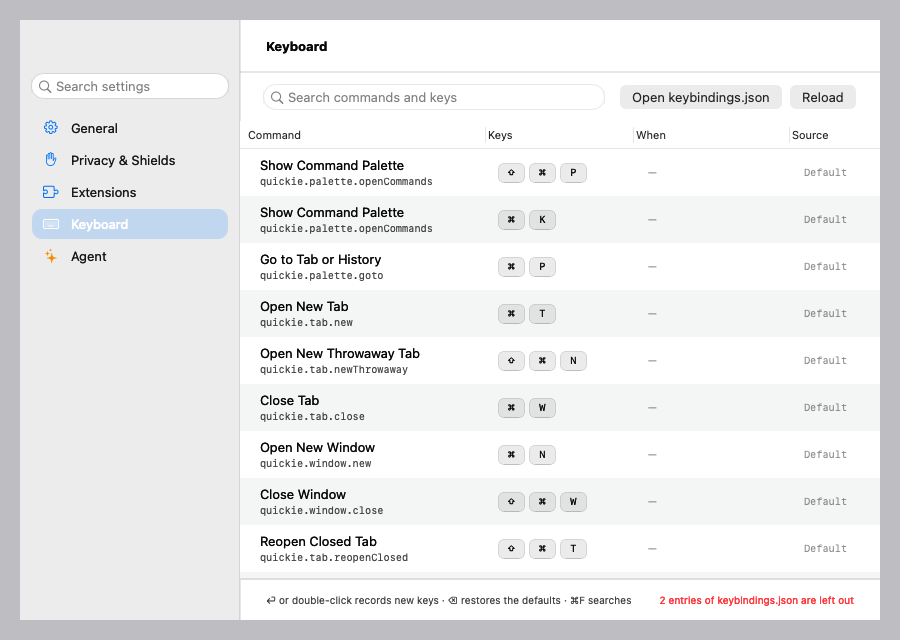 Keyboard
Search settings
General
Privacy & Shields
Extensions
Keyboard
Agent
Search commands and keys
Open keybindings.json
Reload
Command Keys When Source
Show Command Palette
quickie.palette.openCommands
⇧ ⌘ P — Default
Show Command Palette
quickie.palette.openCommands
⌘ K — Default
Go to Tab or History
quickie.palette.goto
⌘ P — Default
Open New Tab
quickie.tab.new
⌘ T — Default
Open New Throwaway Tab
quickie.tab.newThrowaway
⇧ ⌘ N — Default
Close Tab
quickie.tab.close
⌘ W — Default
Open New Window
quickie.window.new
⌘ N — Default
Close Window
quickie.window.close
⇧ ⌘ W — Default
Reopen Closed Tab
quickie.tab.reopenClosed
⇧ ⌘ T — Default
⏎ or double-click records new keys · ⌫ restores the defaults · ⌘F searches
2 entries of keybindings.json are left out